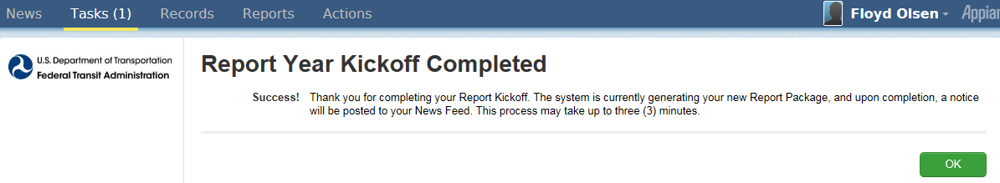 News Tasks (1) Records Reports Actions Floyd Olsen
U.S. Department of Transportation
Federal Transit Administration
Report Year Kickoff Completed
Success! Thank you for completing your Report Kickoff. The system is currently generating your new Report Package, and upon completion, a notice
will be posted to your News Feed. This process may take up to three (3) minutes.
OK